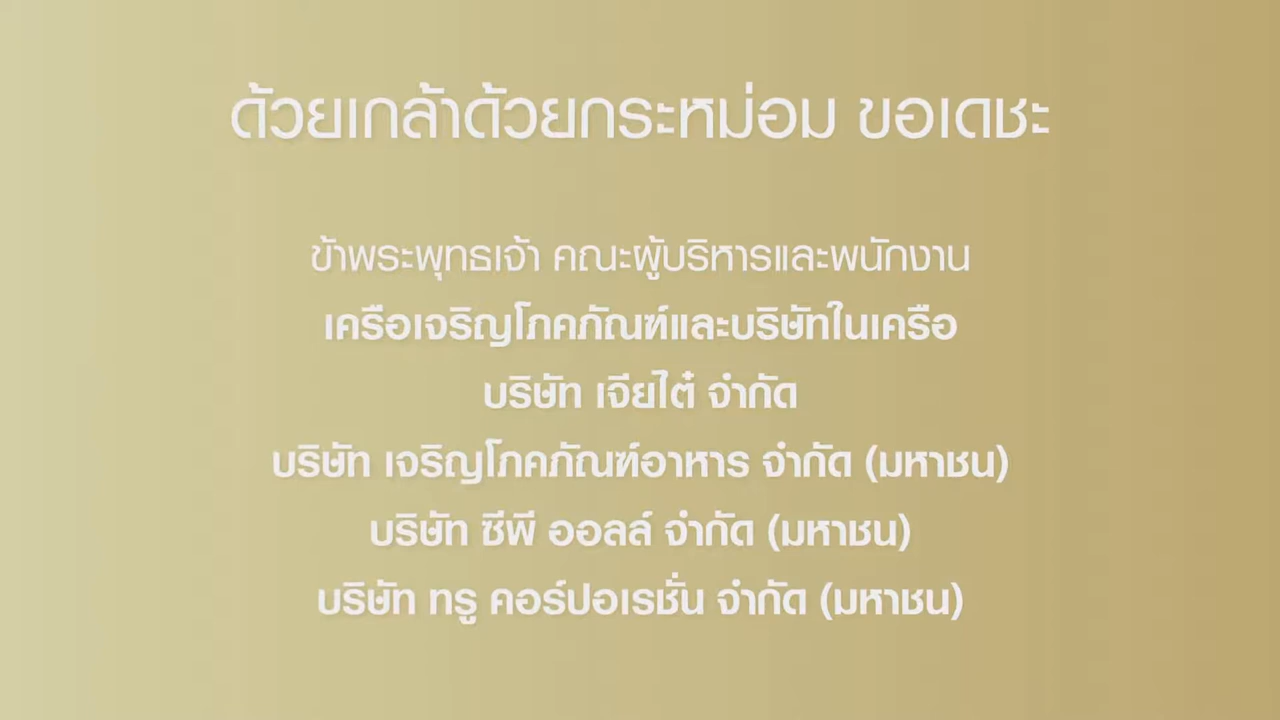 ด้วยเกล้าด้วยกระหม่อม ขอเดชะ
ข้าพระพุทธเจ้า คณะผู้บริหารและพนักงาน
เครือเจริญโภคภัณฑ์และบริษัทในเครือ
บริษัท เจียไต๋ จำกัด
บริษัท เจริญโภคภัณฑ์อาหาร จำกัด (มหาชน)
บริษัท ซีพี ออลล์ จำกัด (มหาชน)
บริษัท ทรู คอร์ปอเรชั่น จำกัด (มหาชน)